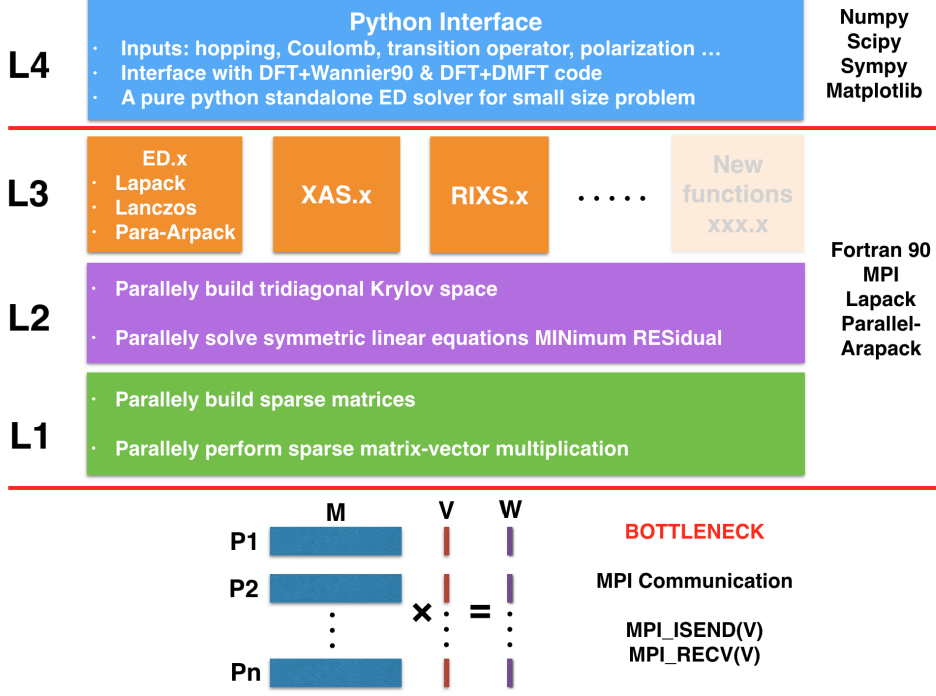 Python Interface
· Inputs: hopping, Coulomb, transition operator, polarization …
· Interface with DFT+Wannier90 & DFT+DMFT code
· A pure python standalone ED solver for small size problem
L4
Numpy
Scipy
Sympy
Matplotlib
L3
ED.x
· Lapack
· Lanczos
· Para-Arpack
XAS.x
RIXS.x
· · · · ·
New
functions
xxx.x
L2
· Parallely build tridiagonal Krylov space
· Parallely solve symmetric linear equations MINimum RESidual
Fortran 90
MPI
Lapack
Parallel-
Arapack
L1
· Parallely build sparse matrices
· Parallely perform sparse matrix-vector multiplication
M V W
P1
P2
× =
Pn
BOTTLENECK
MPI Communication
MPI_ISEND(V)
MPI_RECV(V)